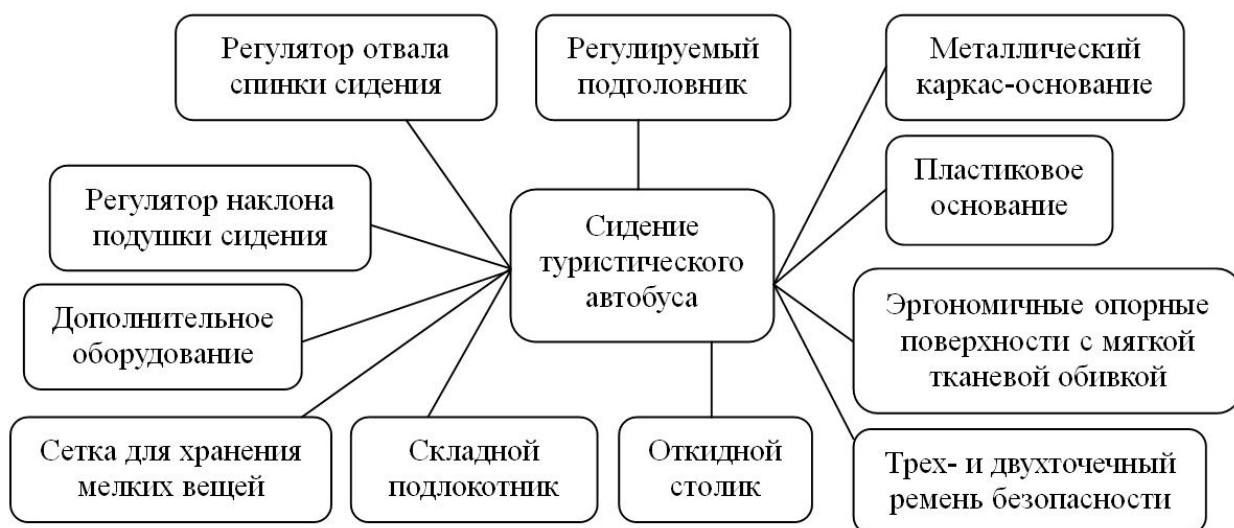 Регулятор отвала
спинки сидения
Регулируемый
подголовник
Металлический
каркас-основание
Пластиковое
основание
Регулятор наклона
подушки сидения
Сидение
туристического
автобуса
Дополнительное
оборудование
Эргономичные опорные
поверхности с мягкой
тканевой обивкой
Сетка для хранения
мелких вещей
Складной
подлокотник
Откидной
столик
Трех- и двухточечный
ремень безопасности